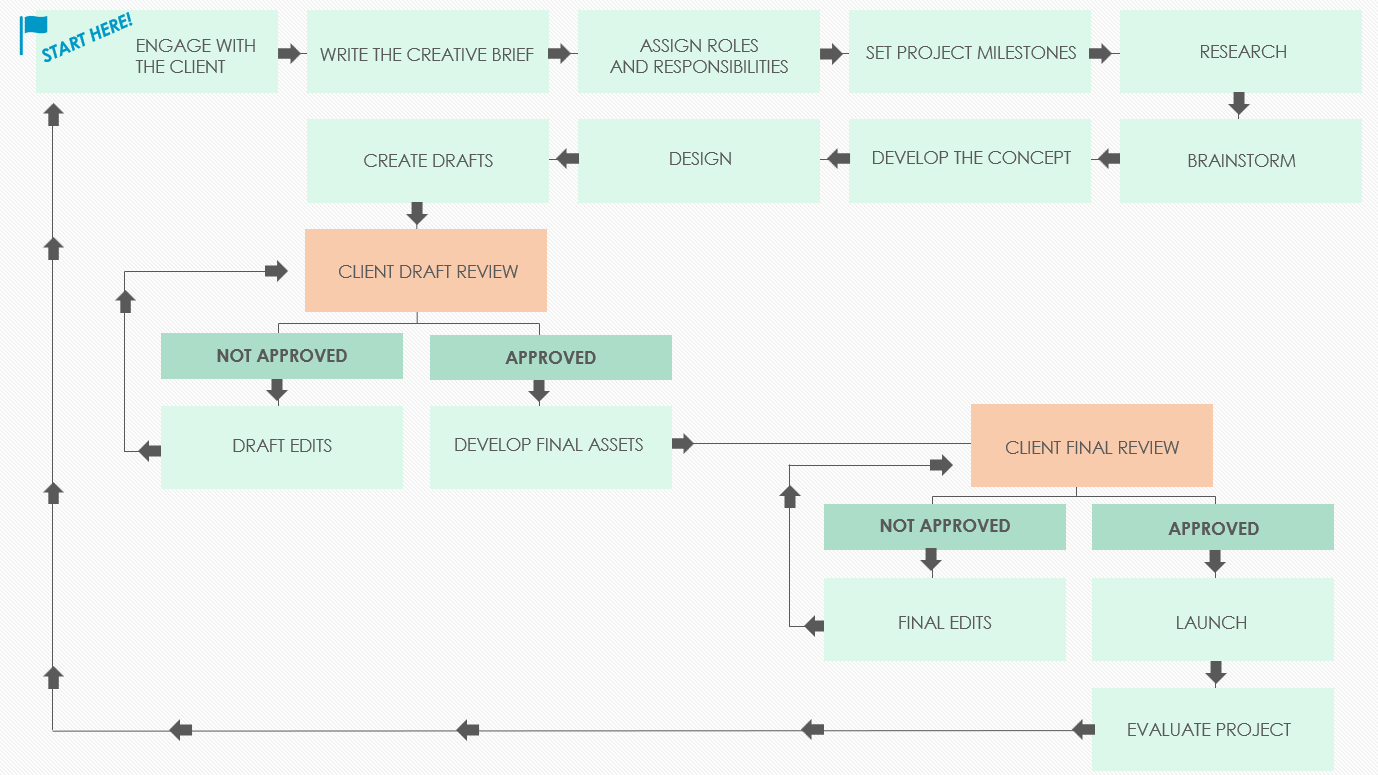 START HERE!
ENGAGE WITH
THE CLIENT
WRITE THE CREATIVE BRIEF
ASSIGN ROLES
AND RESPONSIBILITIES
SET PROJECT MILESTONES
RESEARCH
CREATE DRAFTS
DESIGN
DEVELOP THE CONCEPT
BRAINSTORM
CLIENT DRAFT REVIEW
NOT APPROVED
APPROVED
DRAFT EDITS
DEVELOP FINAL ASSETS
CLIENT FINAL REVIEW
NOT APPROVED
APPROVED
FINAL EDITS
LAUNCH
EVALUATE PROJECT